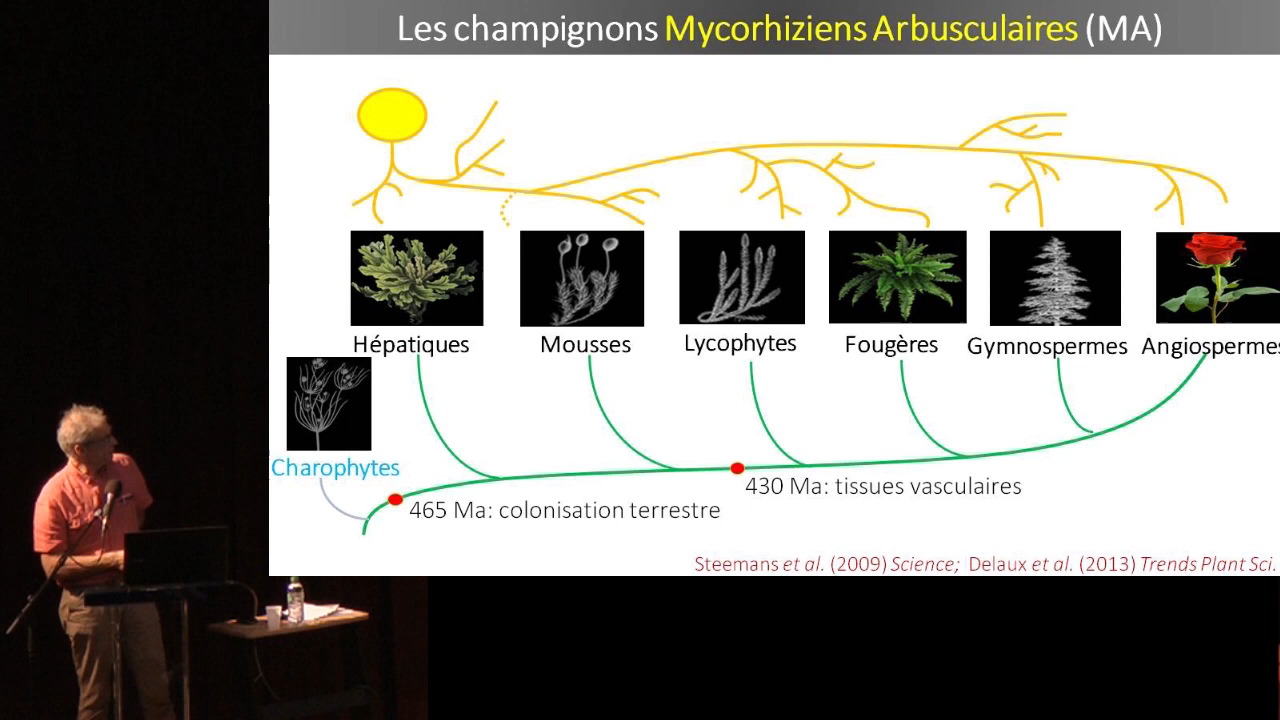 Les champignons Mycorhiziens Arbusculaires (MA)
Hépatiques
Mousses
Lycophytes
Fougères
Gymnospermes
Angiospermes
Charophytes
430 Ma: tissues vasculaires
465 Ma: colonisation terrestre
Steemans et al. (2009) Science; Delaux et al. (2013) Trends Plant Sci.